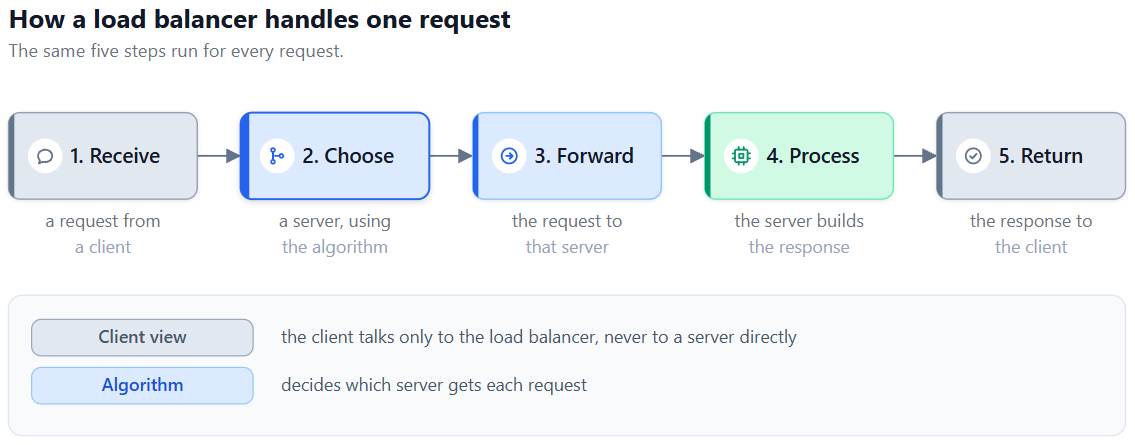 How a load balancer handles one request
The same five steps run for every request.
1. Receive
2. Choose
3. Forward
4. Process
5. Return
a request from
a client
a server, using
the algorithm
the request to
that server
the server builds
the response
the response to
the client
Client view
the client talks only to the load balancer, never to a server directly
Algorithm
decides which server gets each request